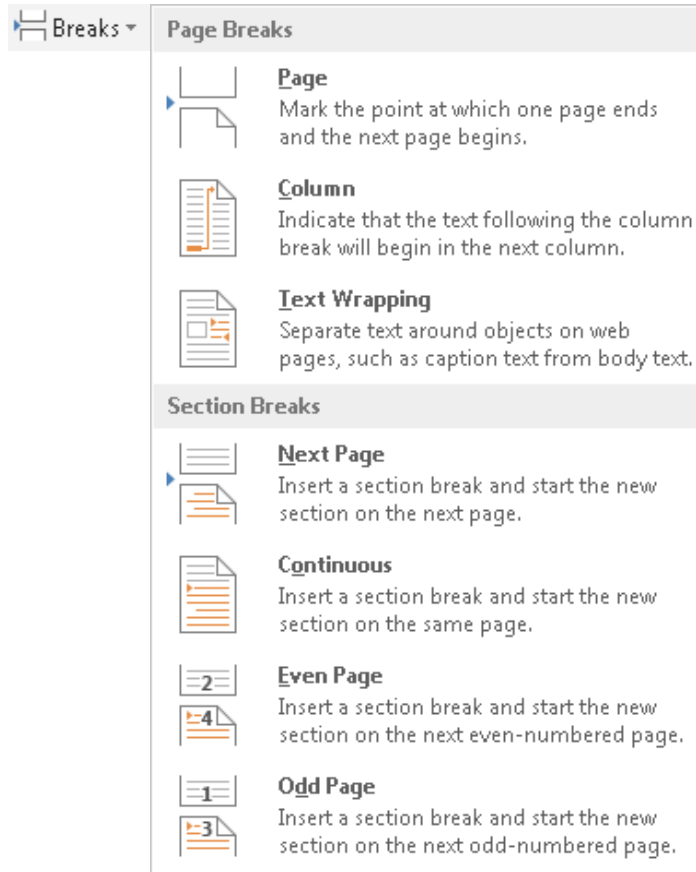 Breaks
Page Breaks
Page
Mark the point at which one page ends
and the next page begins.
Column
Indicate that the text following the column
break will begin in the next column.
Text Wrapping
Separate text around objects on web
pages, such as caption text from body text.
Section Breaks
Next Page
Insert a section break and start the new
section on the next page.
Continuous
Insert a section break and start the new
section on the same page.
2
4
Even Page
Insert a section break and start the new
section on the next even-numbered page.
1
3
Odd Page
Insert a section break and start the new
section on the next odd-numbered page.